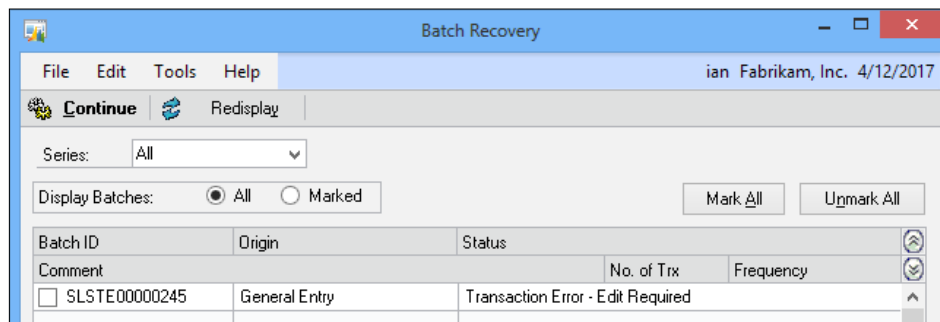 Batch Recovery
File Edit Tools Help ian Fabrikam, Inc. 4/12/2017
Continue Redisplay
Series: All
Display Batches: All Marked Mark All Unmark All
Batch ID Origin Status
Comment No. of Trx Frequency
SLSTE00000245 General Entry Transaction Error - Edit Required